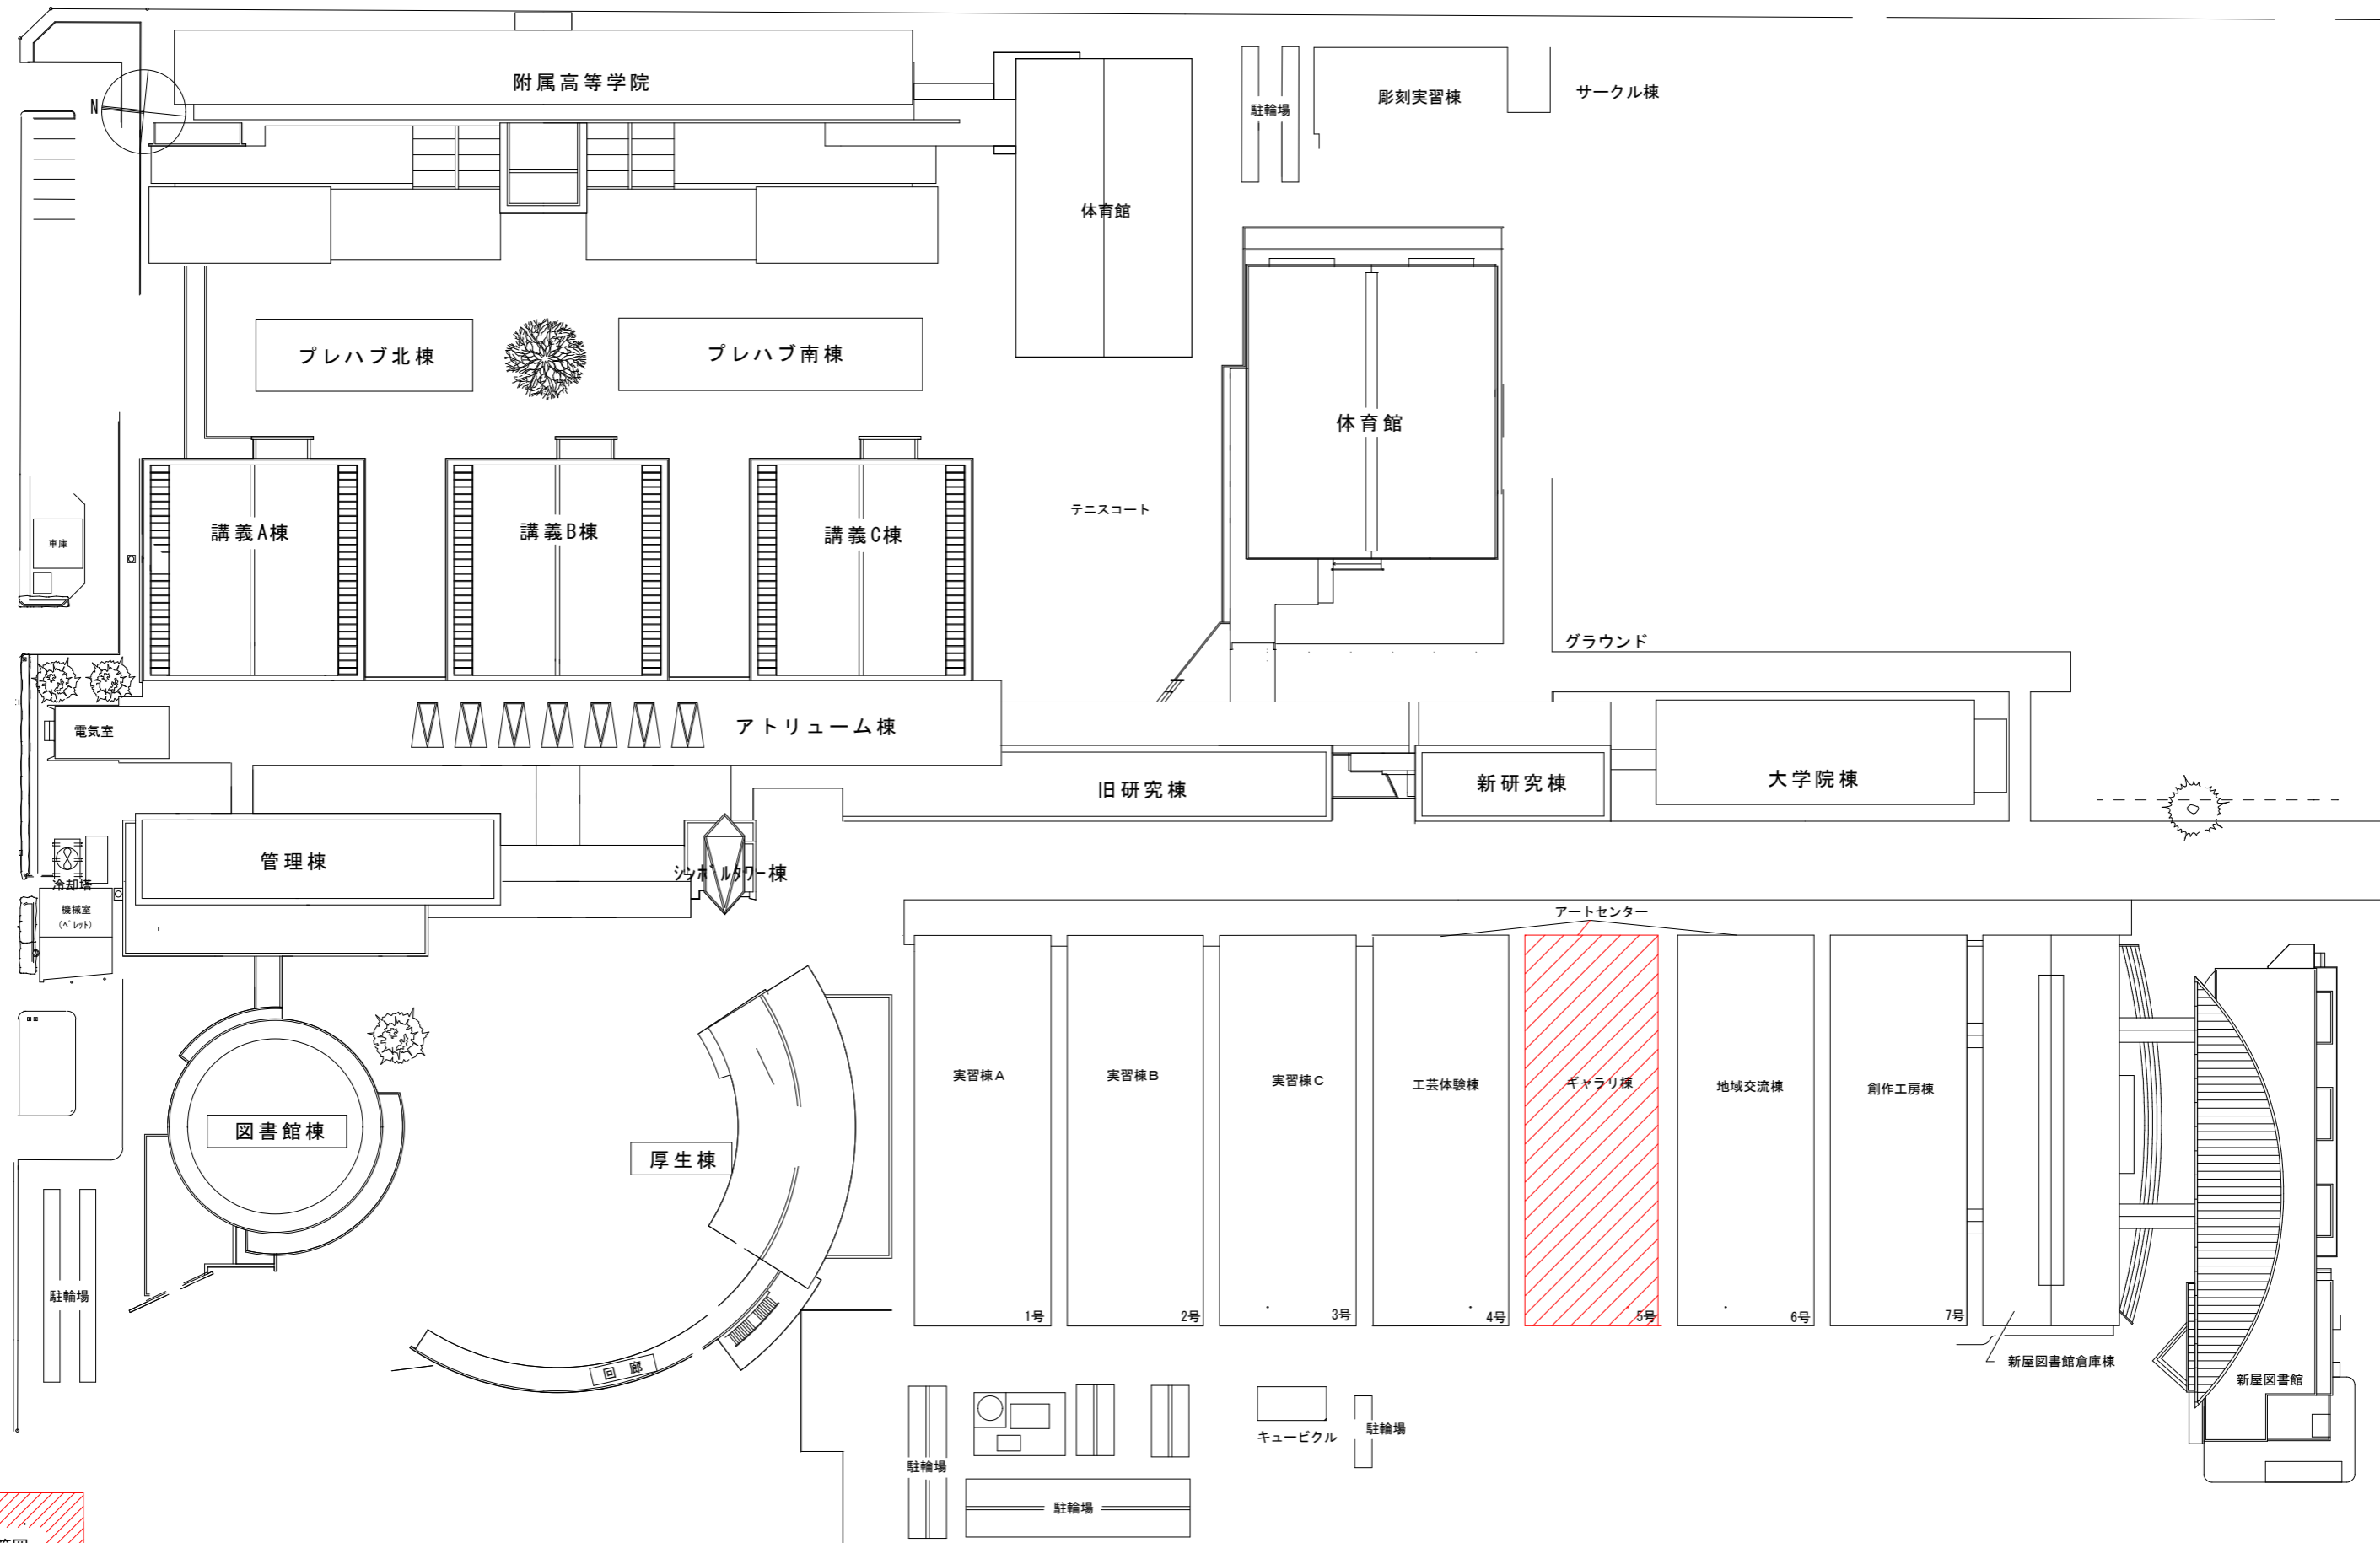 附属高等学院
N
駐輪場
彫刻実習棟
サークル棟
体育館
プレハブ北棟
プレハブ南棟
体育館
テニスコート
講義A棟
講義B棟
講義C棟
車庫
グラウンド
電気室
アトリューム棟
旧研究棟
新研究棟
大学院棟
管理棟
シンボルタワー棟
冷却塔
機械室
(ペレット)
アートセンター
実習棟A
実習棟B
実習棟C
工芸体験棟
ギャラリ棟
地域交流棟
創作工房棟
図書館棟
厚生棟
駐輪場
1号
2号
3号
4号
5号
6号
7号
回廊
新屋図書館倉庫棟
新屋図書館
駐輪場
キュービクル
駐輪場
駐輪場